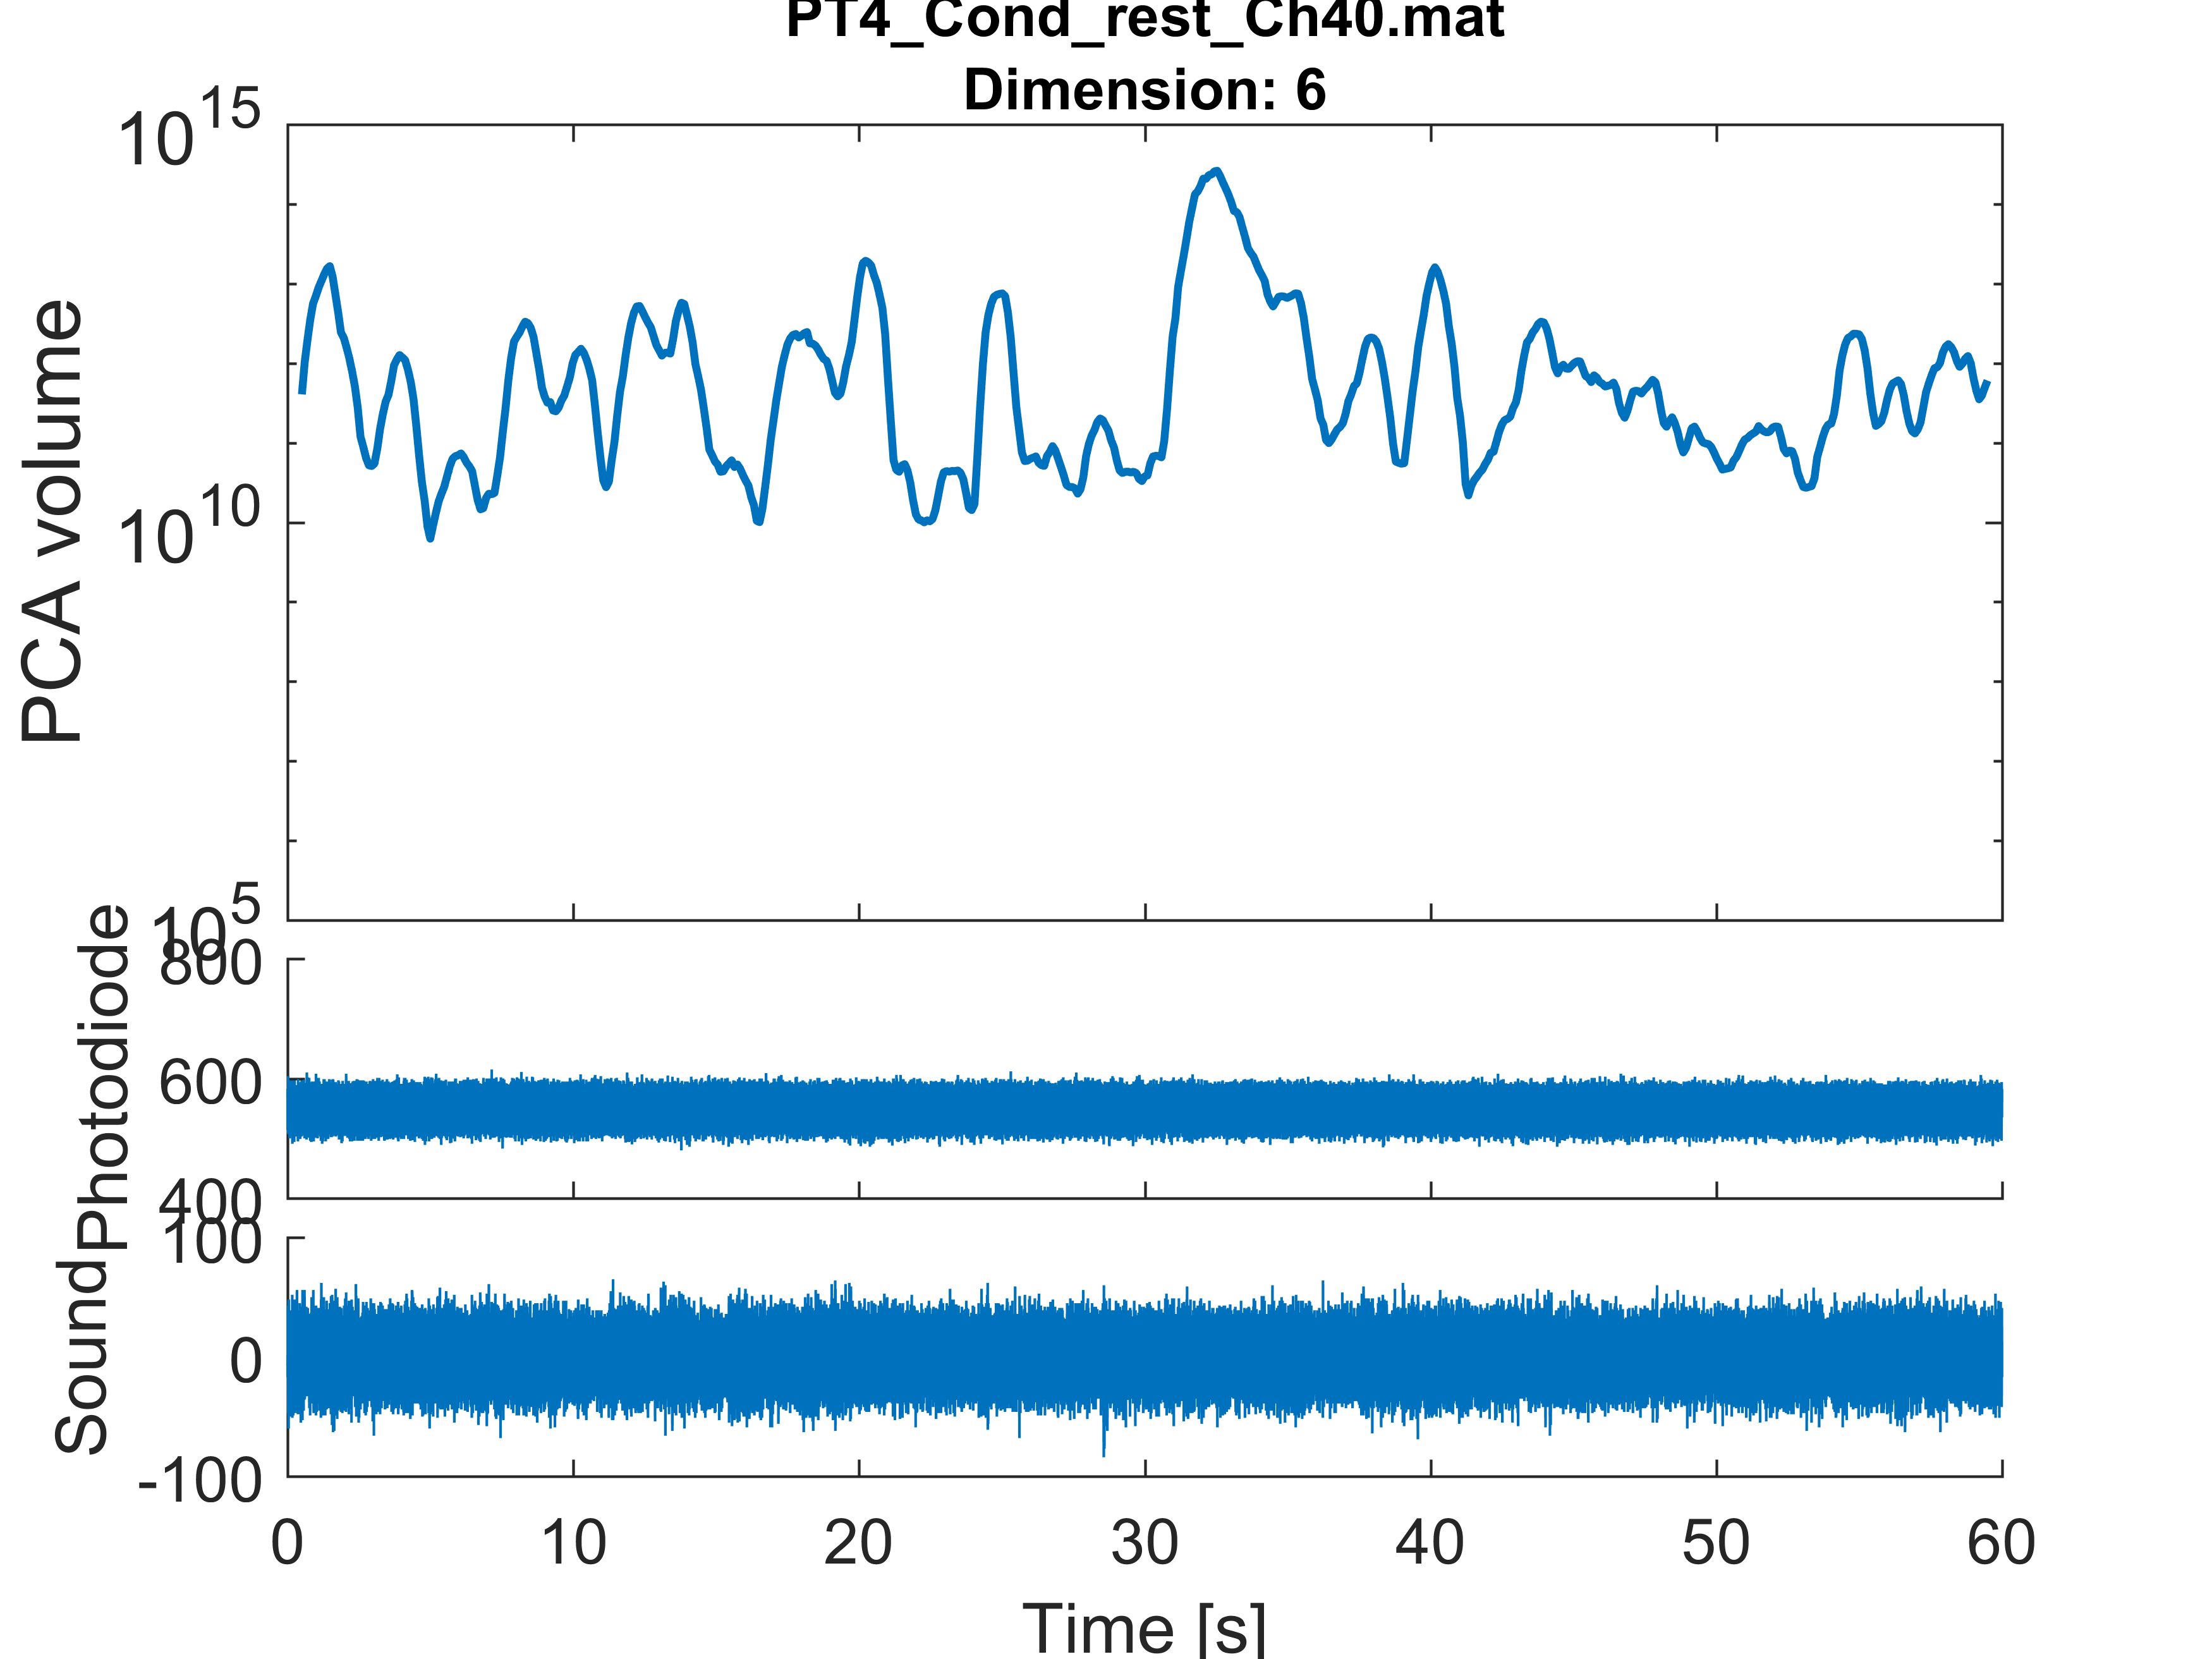 PT4_Cond_rest_Ch40.mat
Dimension: 6
PCA volume
10^15
10^10
10^5
Photodiode
800
600
400
Sound
100
0
-100
0 10 20 30 40 50 60
Time [s]